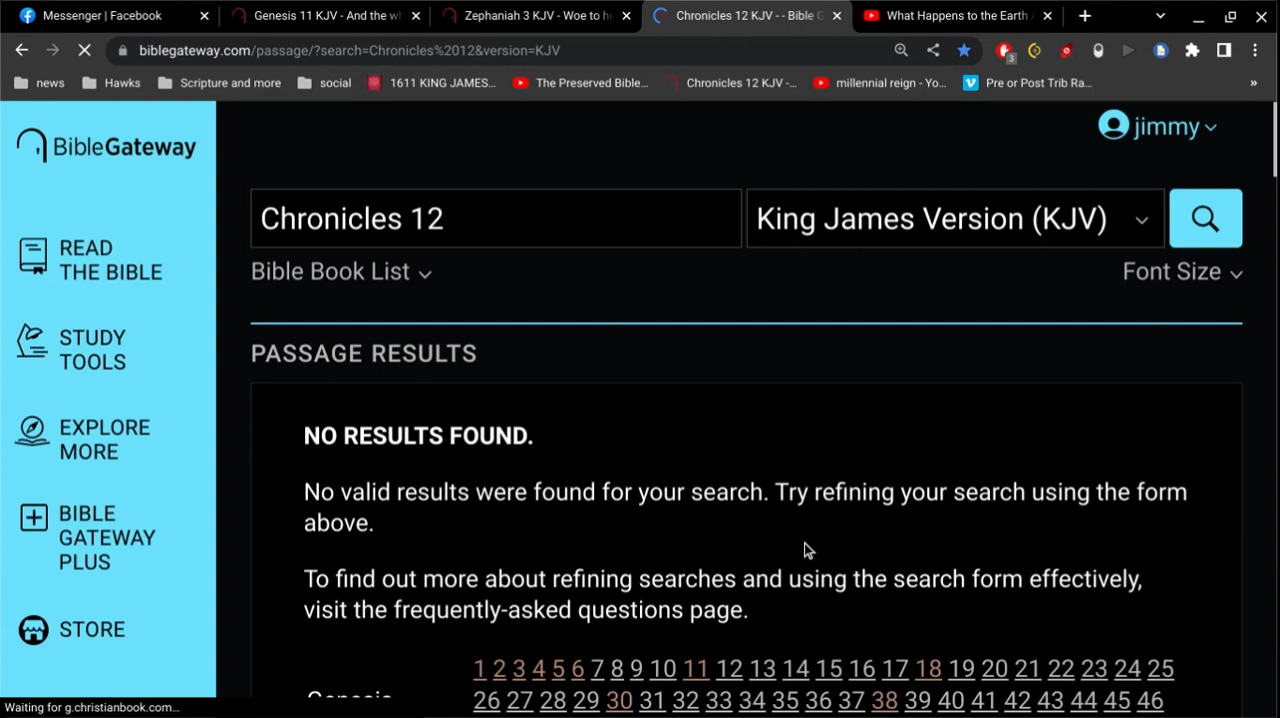 Messenger | Facebook
Genesis 11 KJV - And the wh
Zephaniah 3 KJV - Woe to he
Chronicles 12 KJV - - Bible G
What Happens to the Earth
biblegateway.com/passage/?search=Chronicles%2012&version=KJV
3
news
Hawks
Scripture and more
social
1611 KING JAMES...
The Preserved Bible...
Chronicles 12 KJV -...
millennial reign - Yo...
Pre or Post Trib Ra...
»
BibleGateway
jimmy
Chronicles 12
King James Version (KJV)
Bible Book List
Font Size
READ
THE BIBLE
STUDY
TOOLS
EXPLORE
MORE
BIBLE
GATEWAY
PLUS
STORE
PASSAGE RESULTS
NO RESULTS FOUND.
No valid results were found for your search. Try refining your search using the form
above.
To find out more about refining searches and using the search form effectively,
visit the frequently-asked questions page.
Genesis
1 2 3 4 5 6 7 8 9 10 11 12 13 14 15 16 17 18 19 20 21 22 23 24 25
26 27 28 29 30 31 32 33 34 35 36 37 38 39 40 41 42 43 44 45 46
Waiting for g.christianbook.com...